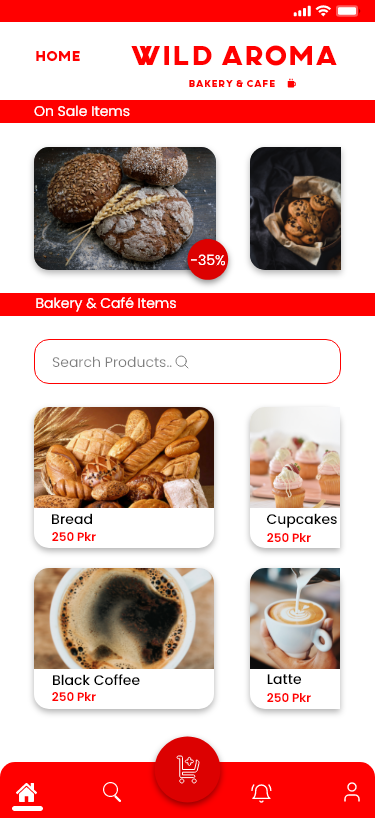 HOME
WILD AROMA
BAKERY & CAFE
On Sale Items
-35%
Bakery & Café Items
Search Products..
Bread
250 Pkr
Cupcakes
250 Pkr
Black Coffee
250 Pkr
Latte
250 Pkr